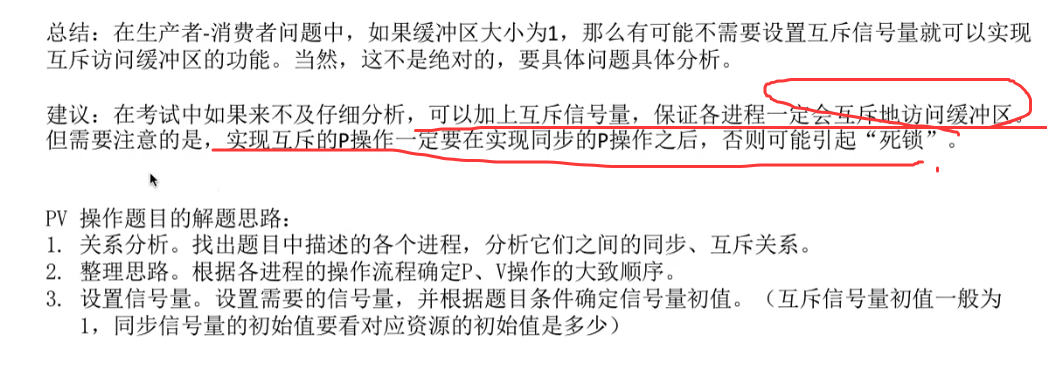 总结：在生产者-消费者问题中，如果缓冲区大小为1，那么有可能不需要设置互斥信号量就可以实现
互斥访问缓冲区的功能。当然，这不是绝对的，要具体问题具体分析。
建议：在考试中如果来不及仔细分析，可以加上互斥信号量，保证各进程一定会互斥地访问缓冲区。
但需要注意的是，实现互斥的P操作一定要在实现同步的P操作之后，否则可能引起“死锁”。
PV 操作题目的解题思路：
1. 关系分析。找出题目中描述的各个进程，分析它们之间的同步、互斥关系。
2. 整理思路。根据各进程的操作流程确定P、V操作的大致顺序。
3. 设置信号量。设置需要的信号量，并根据题目条件确定信号量初值。（互斥信号量初值一般为
1，同步信号量的初始值要看对应资源的初始值是多少）